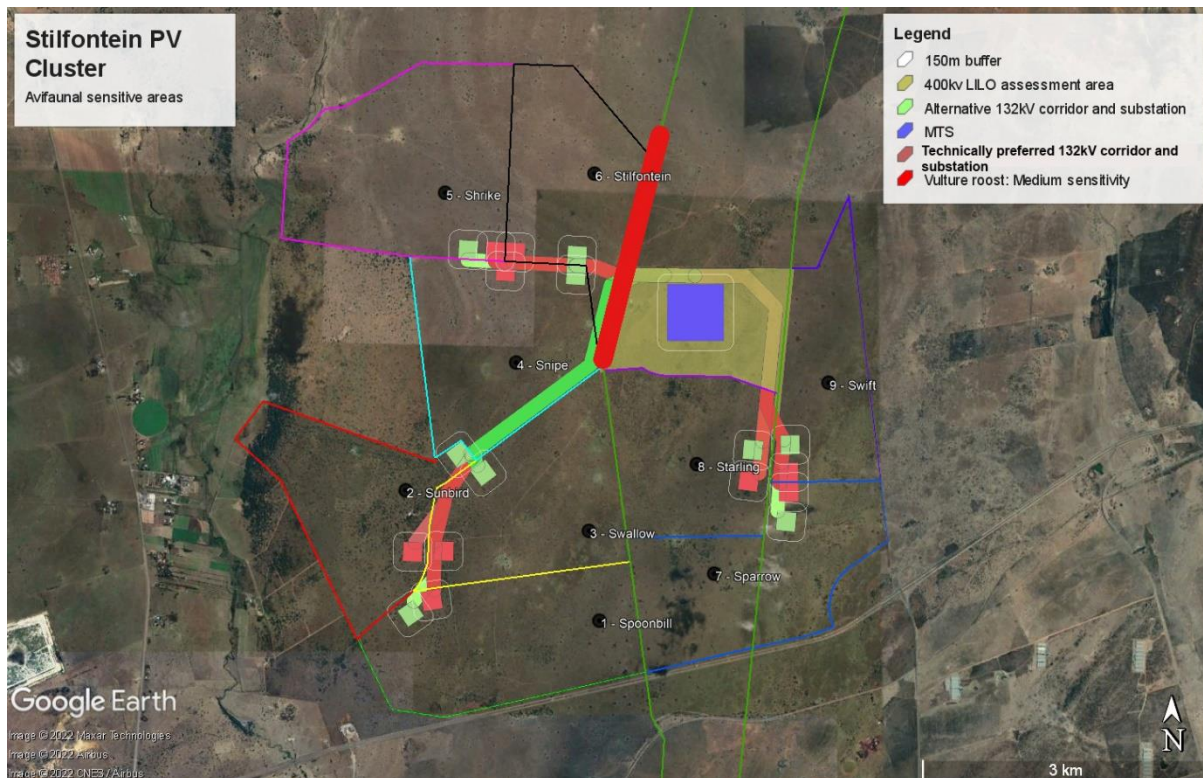 Stilfontein PV
Cluster
Avifaunal sensitive areas
Legend
150m buffer
400kv LILO assessment area
Alternative 132kV corridor and substation
MTS
Technically preferred 132kV corridor and
substation
Vulture roost: Medium sensitivity
6 - Stilfontein
5 - Shrike
4 - Snipe
9 - Swift
8 - Starling
2 - Sunbird
3 - Swallow
7 - Sparrow
1 - Spoonbill
Google Earth
Image © 2022 Maxar Technologies
Image © 2022 Airbus
Image © 2022 CNES / Airbus
N
3 km